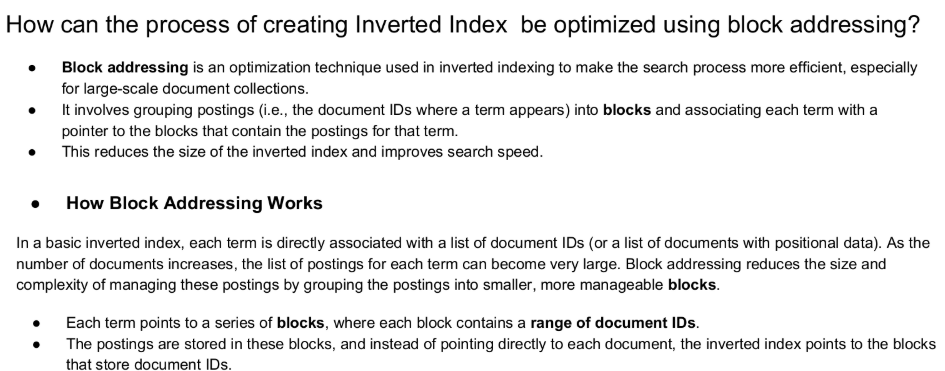 How can the process of creating Inverted Index be optimized using block addressing?
● Block addressing is an optimization technique used in inverted indexing to make the search process more efficient, especially
for large-scale document collections.
● It involves grouping postings (i.e., the document IDs where a term appears) into blocks and associating each term with a
pointer to the blocks that contain the postings for that term.
● This reduces the size of the inverted index and improves search speed.
● How Block Addressing Works
In a basic inverted index, each term is directly associated with a list of document IDs (or a list of documents with positional data). As the
number of documents increases, the list of postings for each term can become very large. Block addressing reduces the size and
complexity of managing these postings by grouping the postings into smaller, more manageable blocks.
● Each term points to a series of blocks, where each block contains a range of document IDs.
● The postings are stored in these blocks, and instead of pointing directly to each document, the inverted index points to the blocks
that store document IDs.